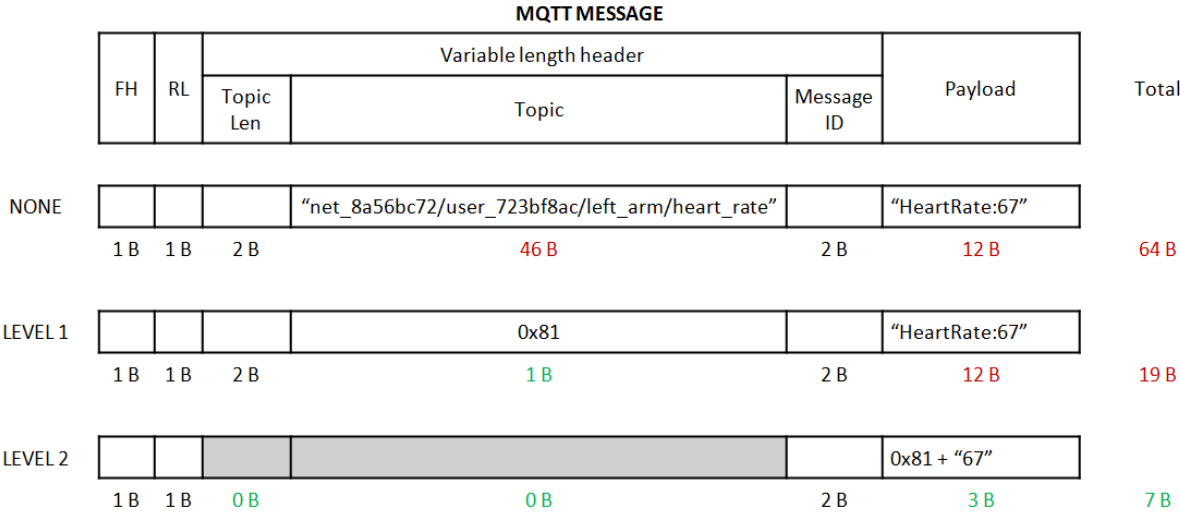 MQTT MESSAGE
FH RL Variable length header Payload Total
Topic Len Topic Message ID
NONE "net_8a56bc72/user_723bf8ac/left_arm/heart_rate" "HeartRate:67"
1 B 1 B 2 B 46 B 2 B 12 B 64 B
LEVEL 1 0x81 "HeartRate:67"
1 B 1 B 2 B 1 B 2 B 12 B 19 B
LEVEL 2 0x81 + "67"
1 B 1 B 0 B 0 B 2 B 3 B 7 B